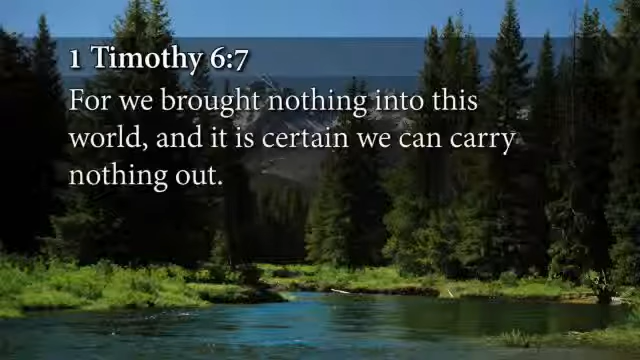 1 Timothy 6:7
For we brought nothing into this
world, and it is certain we can carry
nothing out.